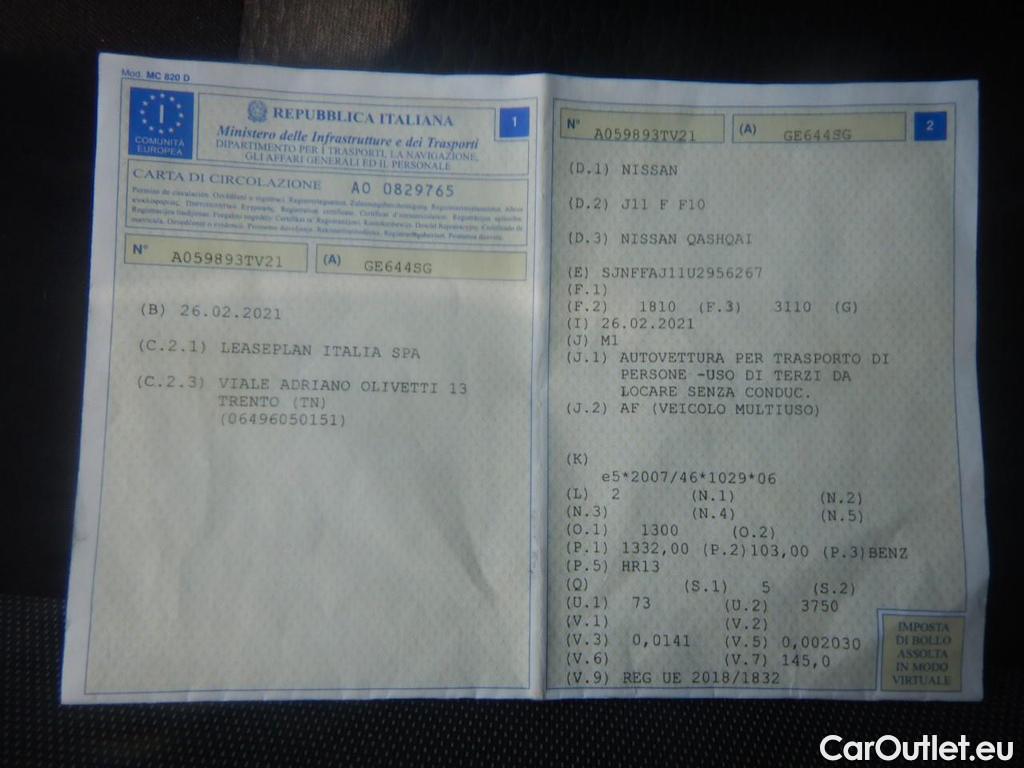 Mod. MC 820 D
I
COMUNITÀ
EUROPEA
REPUBBLICA ITALIANA
Ministero delle Infrastrutture e dei Trasporti
DIPARTIMENTO PER I TRASPORTI, LA NAVIGAZIONE,
GLI AFFARI GENERALI ED IL PERSONALE
1
CARTA DI CIRCOLAZIONE AO 0829765
N° A059893TV21 (A) GE644SG
(B) 26.02.2021
(C.2.1) LEASEPLAN ITALIA SPA
(C.2.3) VIALE ADRIANO OLIVETTI 13
TRENTO (TN)
(06496050151)
N° A059893TV21 (A) GE644SG 2
(D.1) NISSAN
(D.2) J11 F F10
(D.3) NISSAN QASHQAI
(E) SJNFFAJ11U2956267
(F.1)
(F.2) 1810 (F.3) 3110 (G)
(I) 26.02.2021
(J) M1
(J.1) AUTOVETTURA PER TRASPORTO DI
PERSONE -USO DI TERZI DA
LOCARE SENZA CONDUC.
(J.2) AF (VEICOLO MULTIUSO)
(K)
e5*2007/46*1029*06
(L) 2 (N.1) (N.2)
(N.3) (N.4) (N.5)
(O.1) 1300 (O.2)
(P.1) 1332,00 (P.2) 103,00 (P.3) BENZ
(P.5) HR13
(Q) (S.1) 5 (S.2)
(U.1) 73 (U.2) 3750
(V.1) (V.2)
(V.3) 0,0141 (V.5) 0,002030
(V.6) (V.7) 145,0
(V.9) REG UE 2018/1832
IMPOSTA
DI BOLLO
ASSOLTA
IN MODO
VIRTUALE
CarOutlet.eu